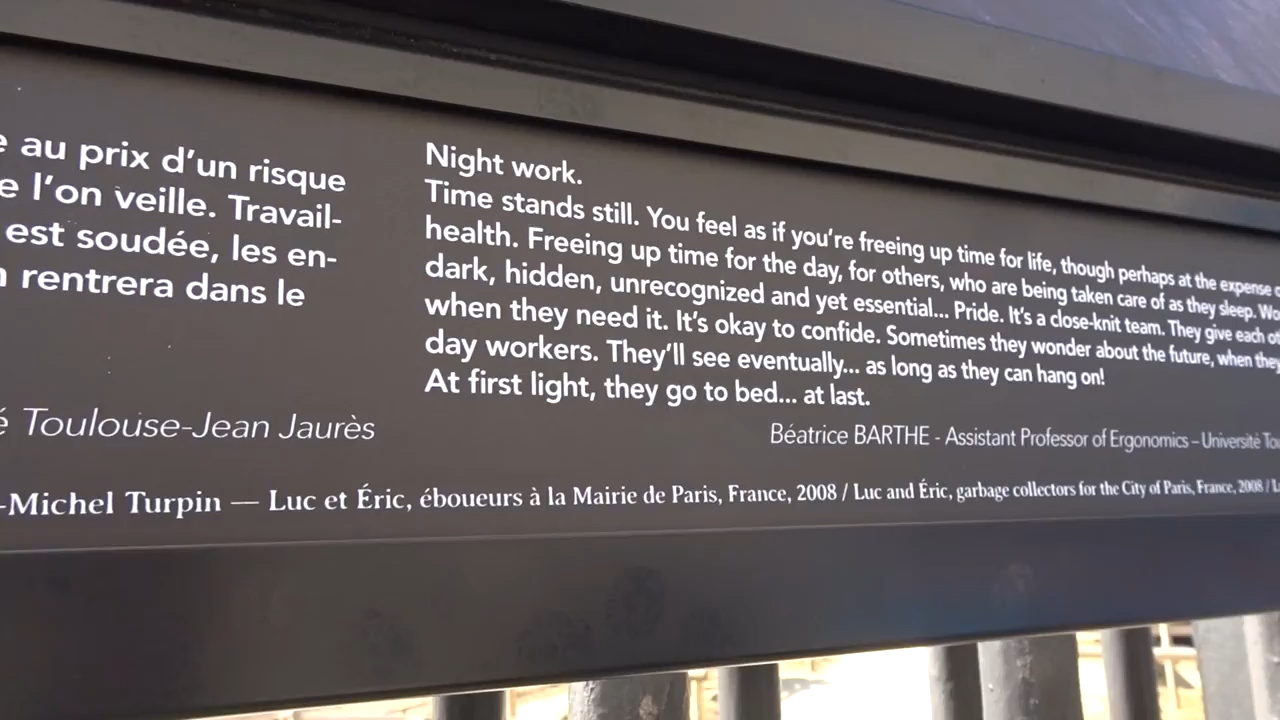 au prix d'un risque
l'on veille. Travail-
est soudée, les en-
rentrera dans le
Toulouse-Jean Jaurès
Night work.
Time stands still. You feel as if you're freeing up time for life, though perhaps at the expense
health. Freeing up time for the day, for others, who are being taken care of as they sleep.
dark, hidden, unrecognized and yet essential... Pride. It's a close-knit team. They give each
when they need it. It's okay to confide. Sometimes they wonder about the future, when they
day workers. They'll see eventually... as long as they can hang on!
At first light, they go to bed... at last.
Béatrice BARTHE - Assistant Professor of Ergonomics – Université
-Michel Turpin — Luc et Éric, éboueurs à la Mairie de Paris, France, 2008 / Luc and Éric, garbage collectors for the City of Paris, France, 2008 /